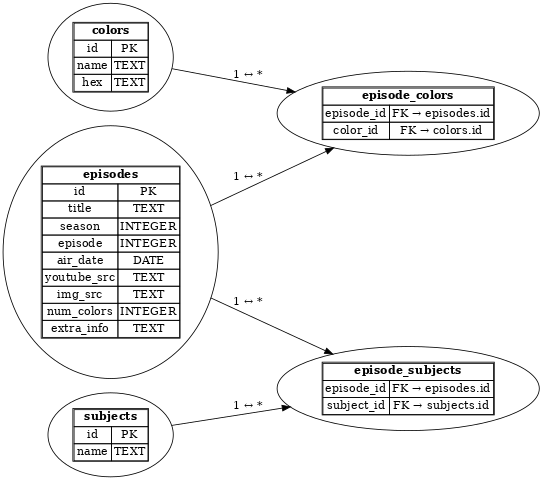 colors
id PK
name TEXT
hex TEXT
1 ↔ *
episode_colors
episode_id FK → episodes.id
color_id FK → colors.id
episodes
id PK
title TEXT
season INTEGER
episode INTEGER
air_date DATE
youtube_src TEXT
img_src TEXT
num_colors INTEGER
extra_info TEXT
1 ↔ *
1 ↔ *
episode_subjects
episode_id FK → episodes.id
subject_id FK → subjects.id
subjects
id PK
name TEXT
1 ↔ *